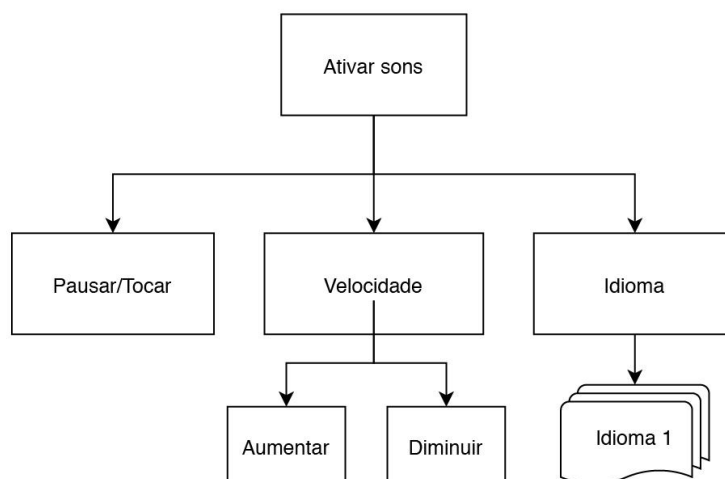 Ativar sons
Pausar/Tocar
Velocidade
Idioma
Aumentar
Diminuir
Idioma 1